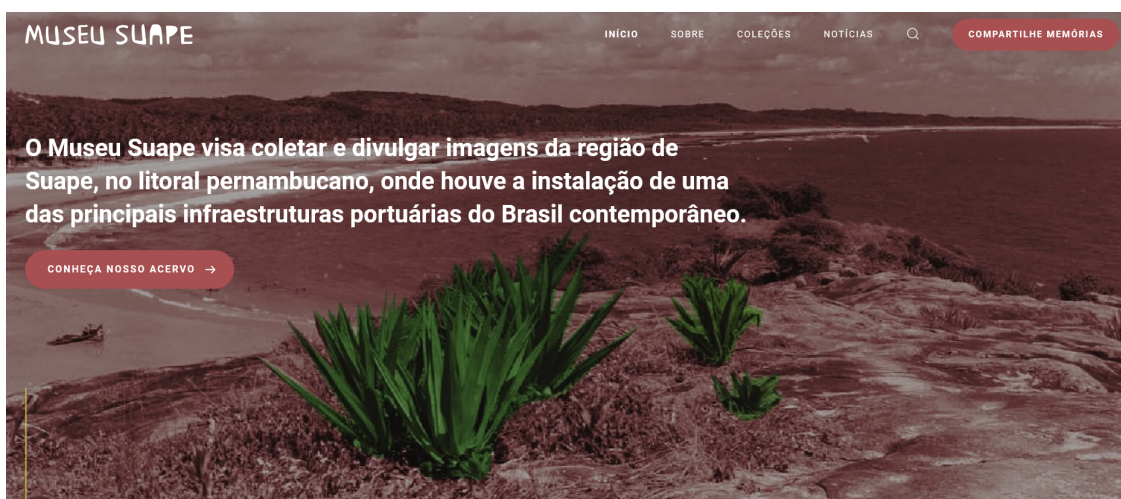 MUSEU SUAPE
INÍCIO
SOBRE
COLEÇÕES
NOTÍCIAS
COMPARTILHE MEMÓRIAS
O Museu Suape visa coletar e divulgar imagens da região de
Suape, no litoral pernambucano, onde houve a instalação de uma
das principais infraestruturas portuárias do Brasil contemporâneo.
CONHEÇA NOSSO ACERVO →